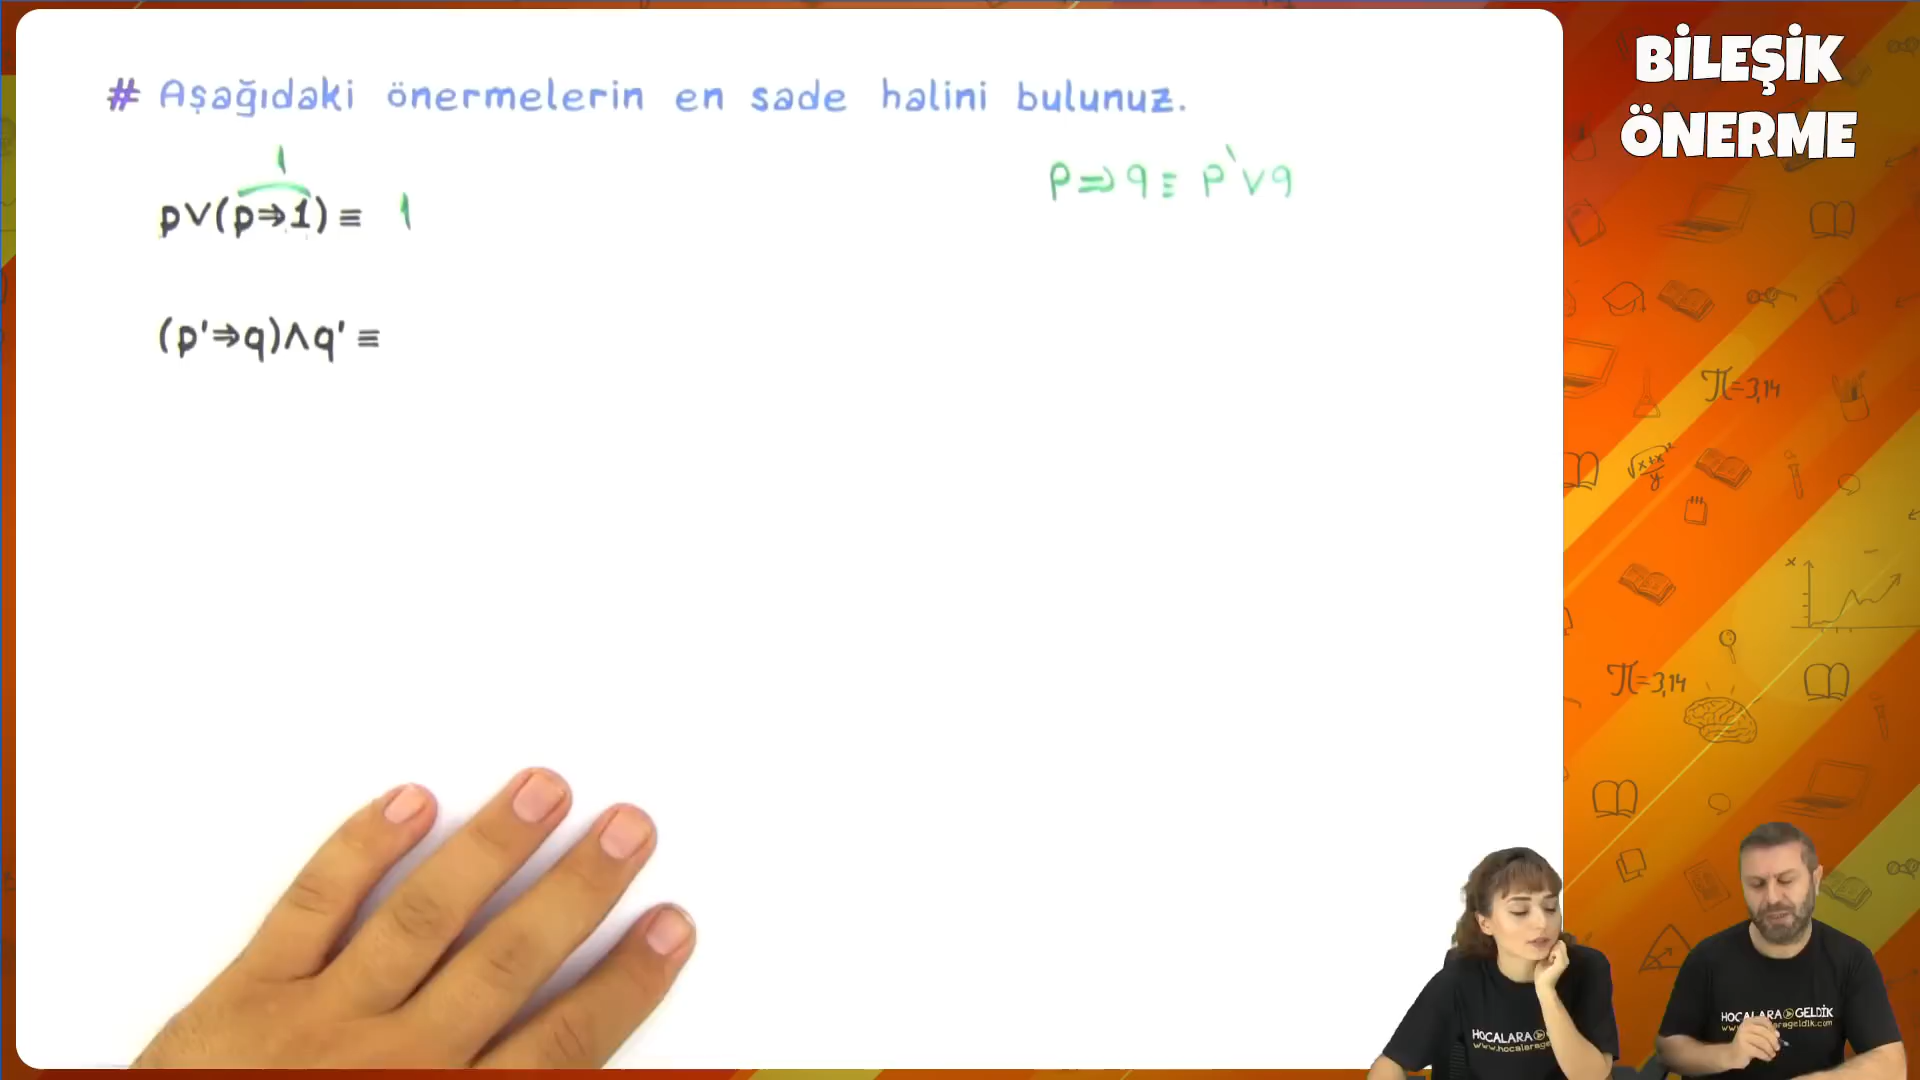 BİLEŞİK
ÖNERME
# Aşağıdaki önermelerin en sade halini bulunuz.
1
p∨(p⇒1)≡ 1
p⇒q≡ p'∨q
(p'⇒q)∧q'≡
π=3,14
π=3,14
HOCALARA GELDİK
HOCALARA